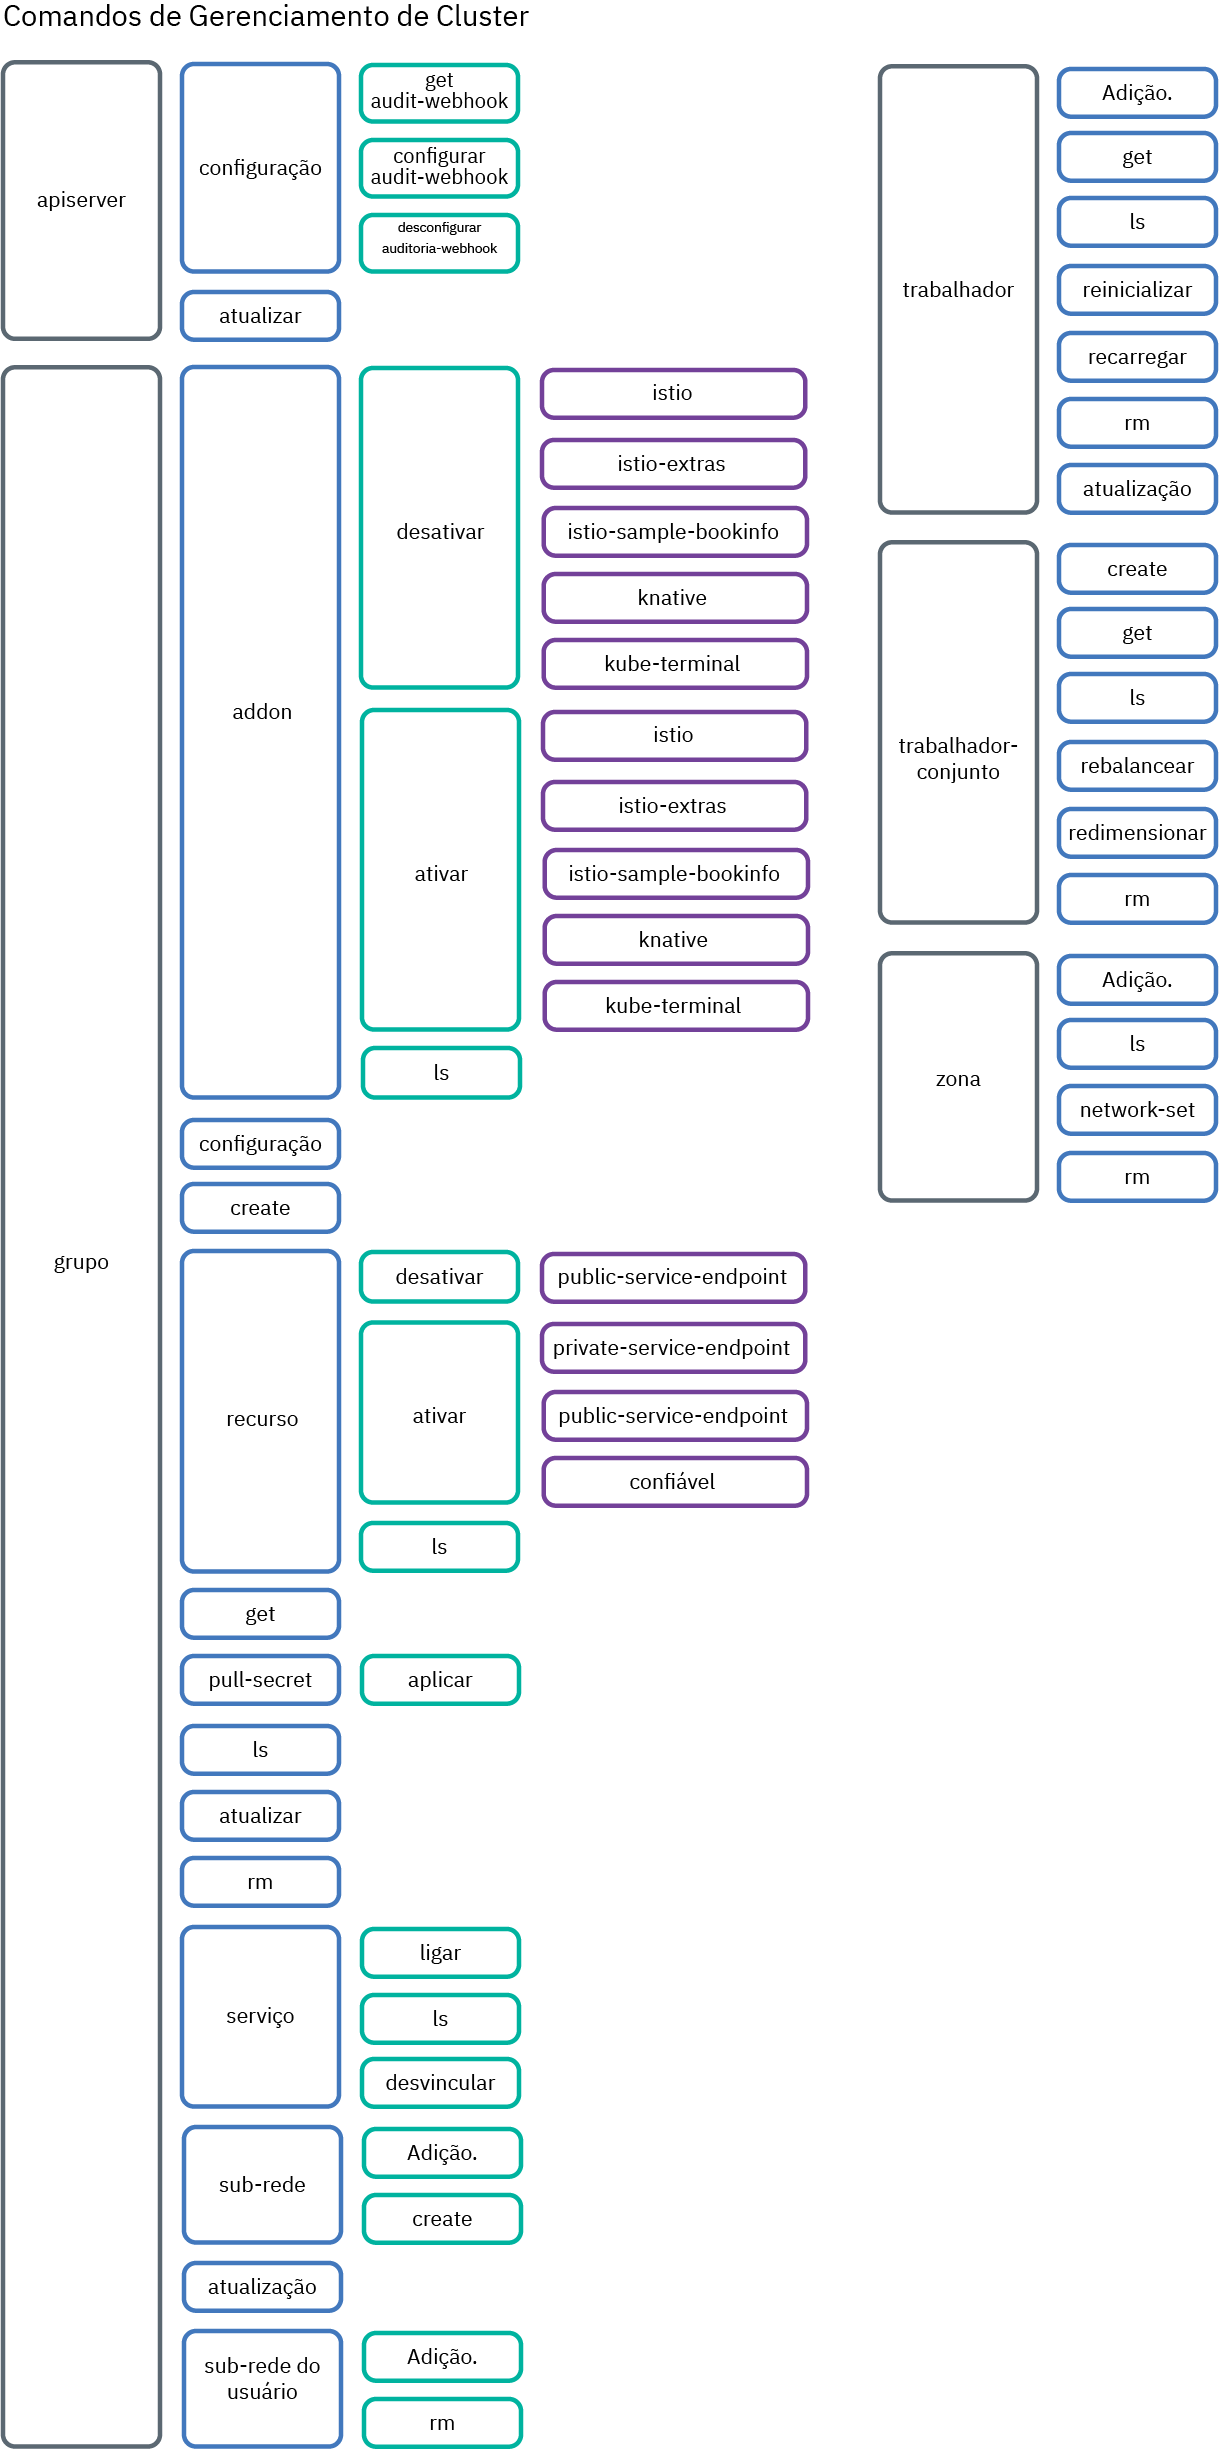 Comandos de Gerenciamento de Cluster
apiserver
configuração
get
audit-webhook
configurar
audit-webhook
desconfigurar
auditoria-webhook
atualizar
grupo
addon
desativar
istio
istio-extras
istio-sample-bookinfo
knative
kube-terminal
ativar
istio
istio-extras
istio-sample-bookinfo
knative
kube-terminal
ls
configuração
create
recurso
desativar
public-service-endpoint
ativar
private-service-endpoint
public-service-endpoint
confiável
ls
get
pull-secret
aplicar
ls
atualizar
rm
serviço
ligar
ls
desvincular
sub-rede
Adição.
create
atualização
sub-rede do
usuário
Adição.
rm
trabalhador
Adição.
get
ls
reinicializar
recarregar
rm
atualização
trabalhador-
conjunto
create
get
ls
rebalancear
redimensionar
rm
zona
Adição.
ls
network-set
rm